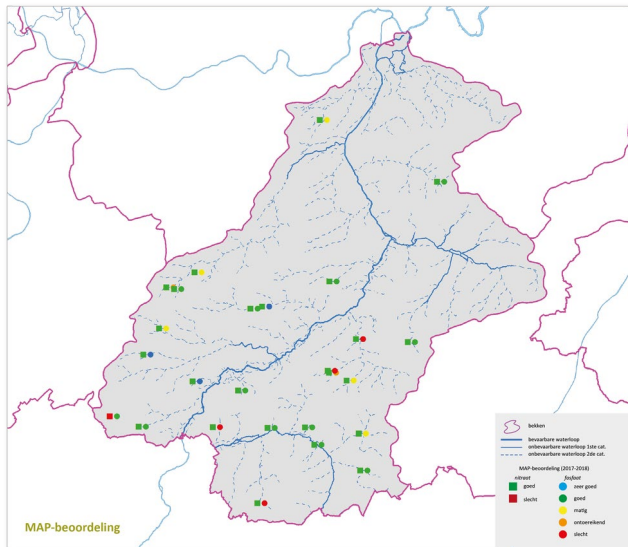 bekken
bevaarbare waterloop
onbevaarbare waterloop 1ste cat.
onbevaarbare waterloop 2de cat.
MAP-beoordeling (2017-2018)
nitraat
fosfaat
goed
zeer goed
slecht
goed
matig
ontoereikend
slecht
MAP-beoordeling